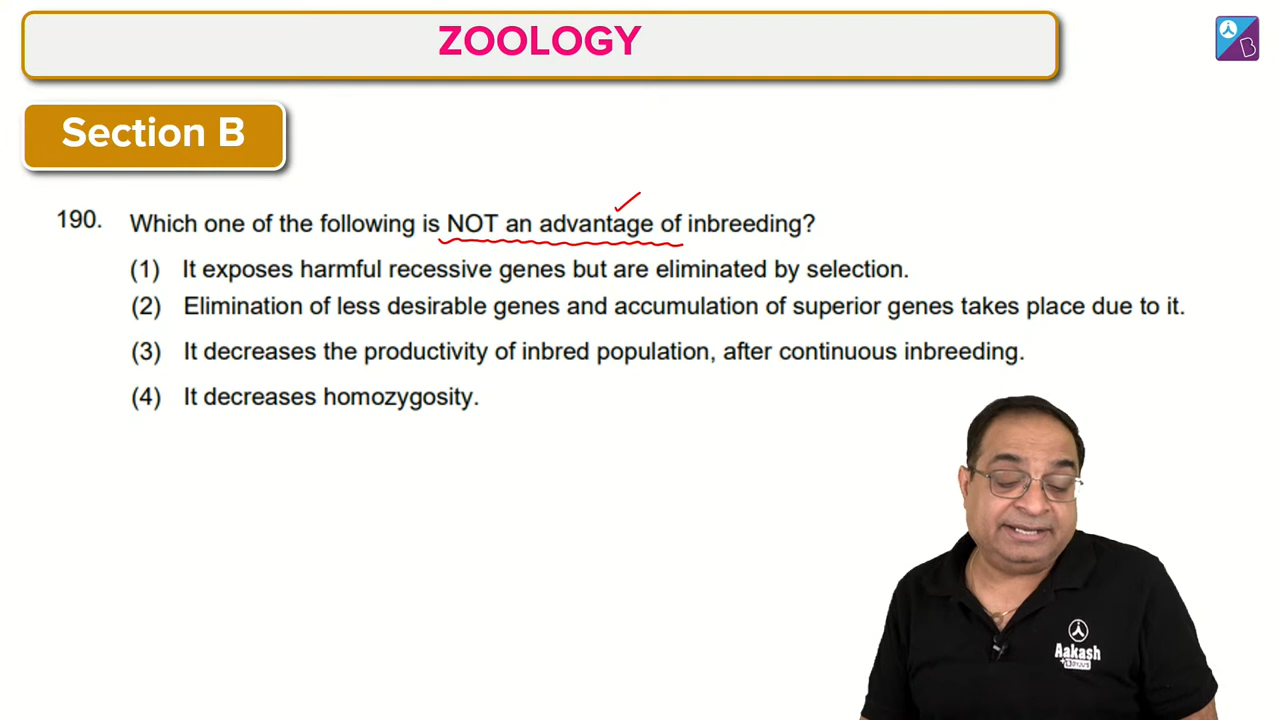 ZOOLOGY
Section B
190. Which one of the following is NOT an advantage of inbreeding?
(1) It exposes harmful recessive genes but are eliminated by selection.
(2) Elimination of less desirable genes and accumulation of superior genes takes place due to it.
(3) It decreases the productivity of inbred population, after continuous inbreeding.
(4) It decreases homozygosity.
Aakash